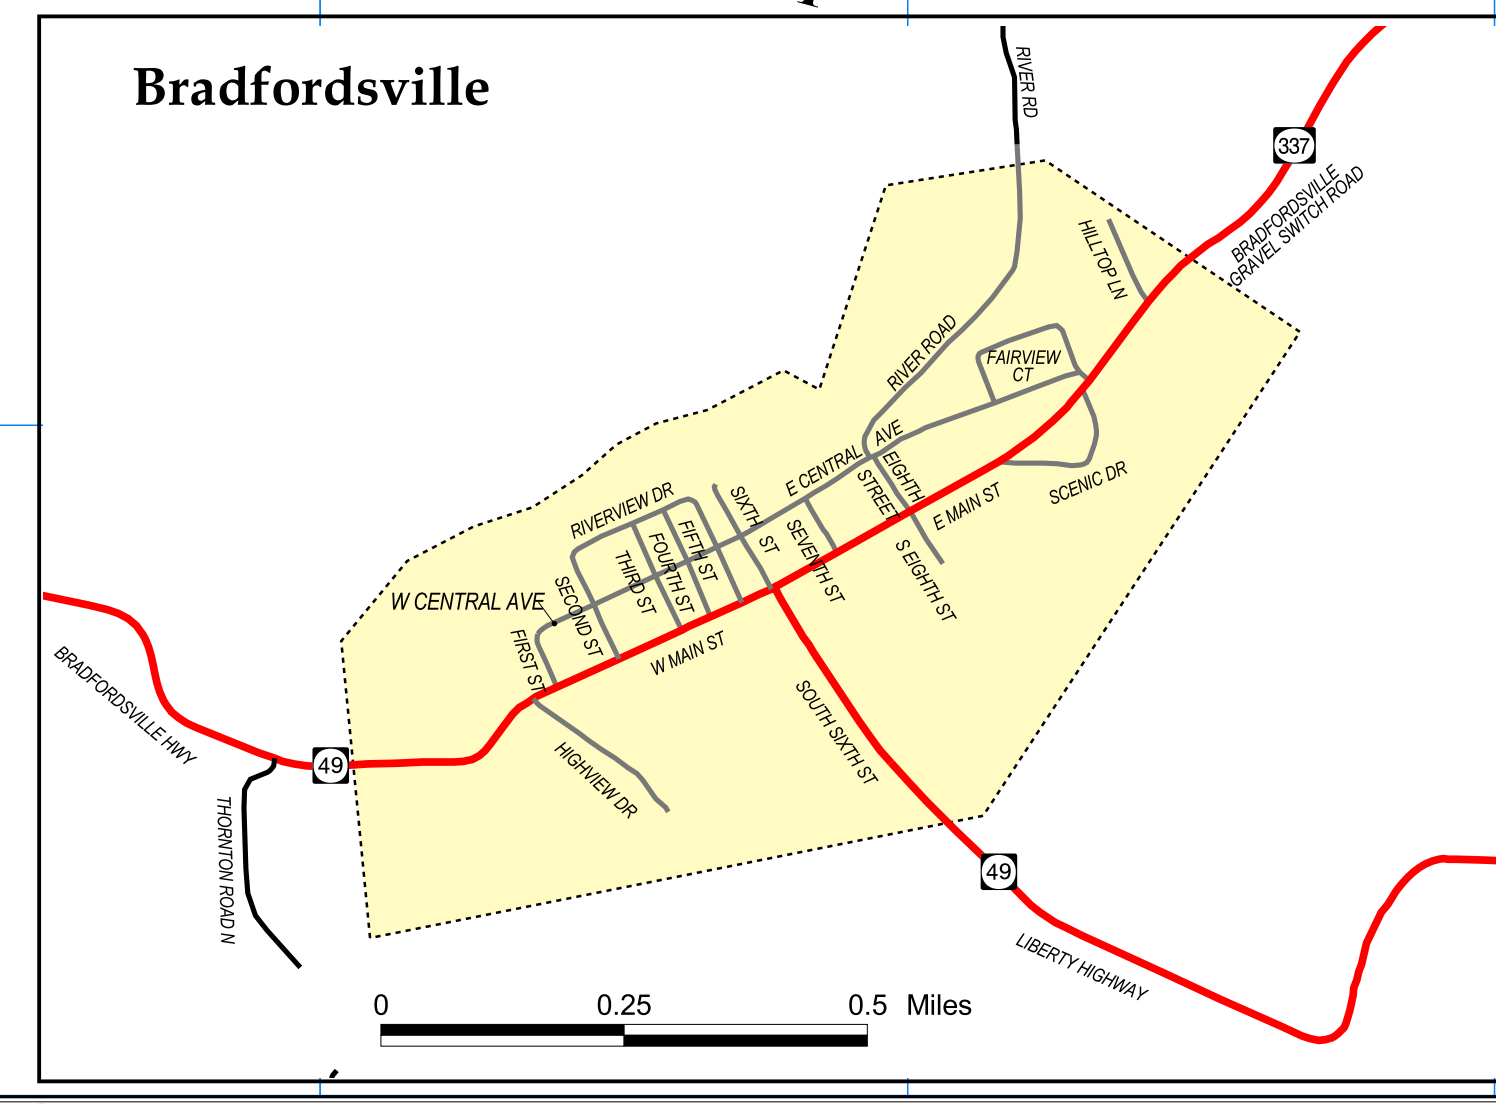 Bradfordsville
RIVER RD
337
BRADFORDSVILLE
GRAVEL SWITCH ROAD
HILLTOP LN
RIVER ROAD
FAIRVIEW
CT
E CENTRAL AVE
EIGHTH
STREET
SCENIC DR
E MAIN ST
RIVERVIEW DR
SIXTH ST
SEVENTH ST
S EIGHTH ST
FIFTH ST
FOURTH ST
THIRD ST
SECOND ST
W CENTRAL AVE
FIRST ST
W MAIN ST
BRADFORDSVILLE HWY
SOUTH SIXTH ST
HIGHVIEW DR
49
THORNTON ROAD N
49
LIBERTY HIGHWAY
0 0.25 0.5 Miles